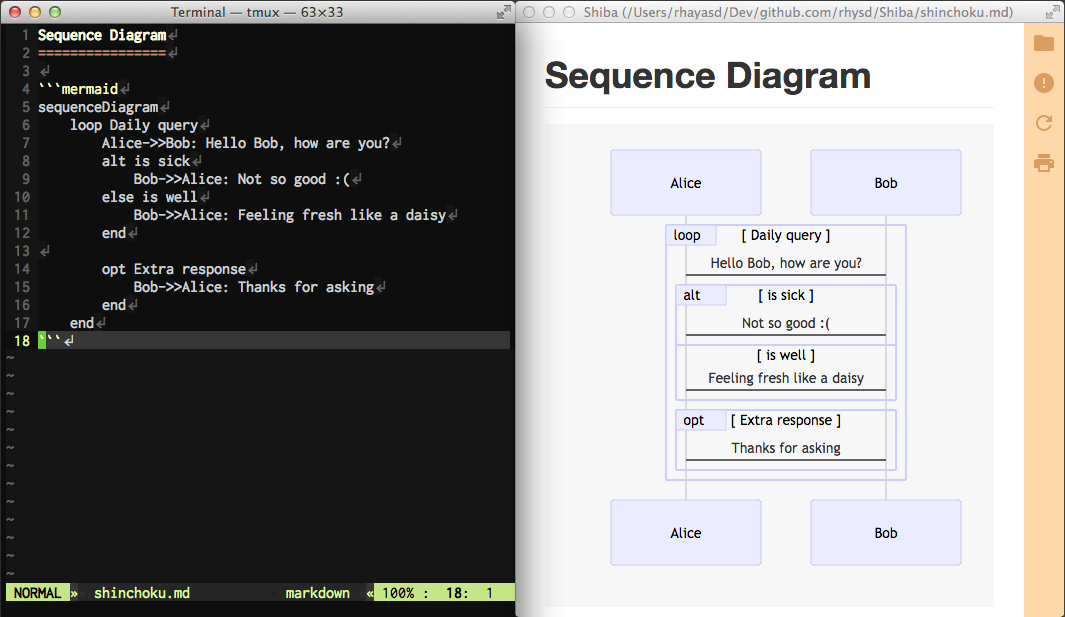 Terminal — tmux — 63×33
1 Sequence Diagram↲
2 ================↲
3 ↲
4 ```mermaid↲
5 sequenceDiagram↲
6     loop Daily query↲
7         Alice->>Bob: Hello Bob, how are you?↲
8         alt is sick↲
9             Bob->>Alice: Not so good :(↲
10         else is well↲
11             Bob->>Alice: Feeling fresh like a daisy↲
12         end↲
13 ↲
14         opt Extra response↲
15             Bob->>Alice: Thanks for asking↲
16         end↲
17     end↲
18 ```↲
~
~
~
~
~
~
~
~
~
~
~
~
~
NORMAL » shinchoku.md markdown « 100% : 18: 1
Shiba (/Users/rhayasd/Dev/github.com/rhysd/Shiba/shinchoku.md)
Sequence Diagram
Alice Bob
loop [ Daily query ]
Hello Bob, how are you?
alt [ is sick ]
Not so good :(
[ is well ]
Feeling fresh like a daisy
opt [ Extra response ]
Thanks for asking
Alice Bob